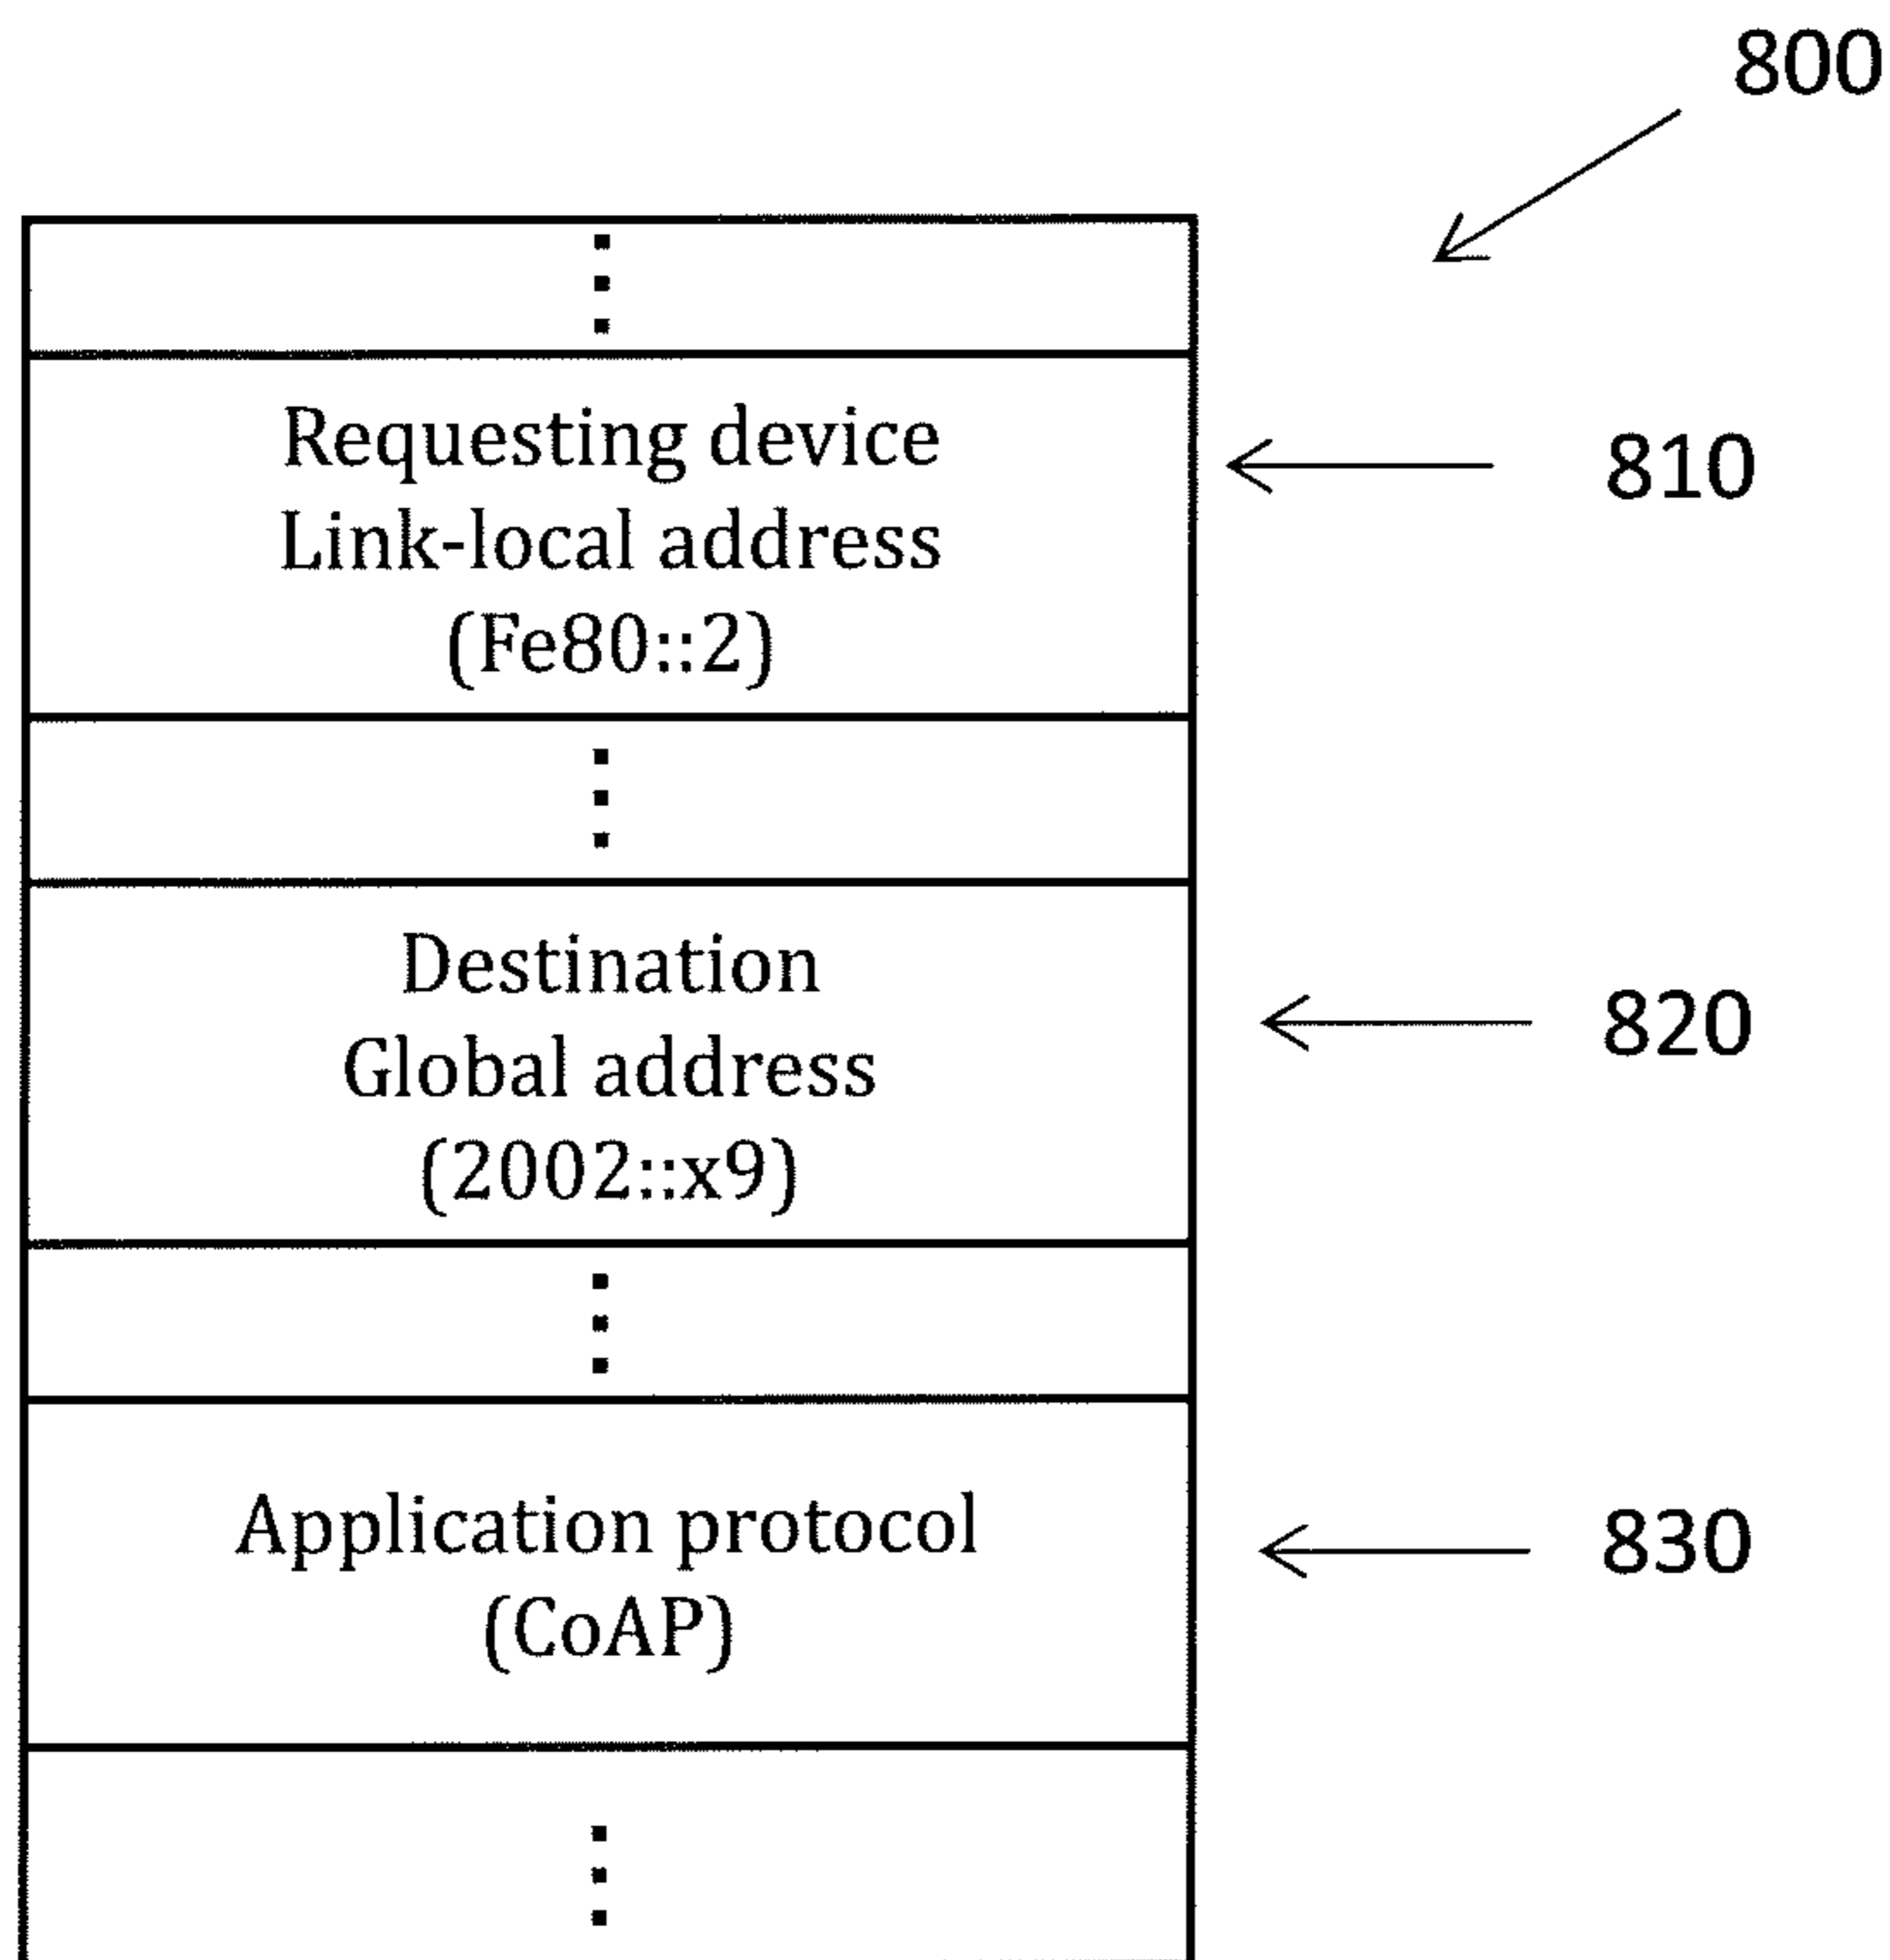 800
Requesting device
Link-local address
(Fe80::2)
810
Destination
Global address
(2002::x9)
820
Application protocol
(CoAP)
830